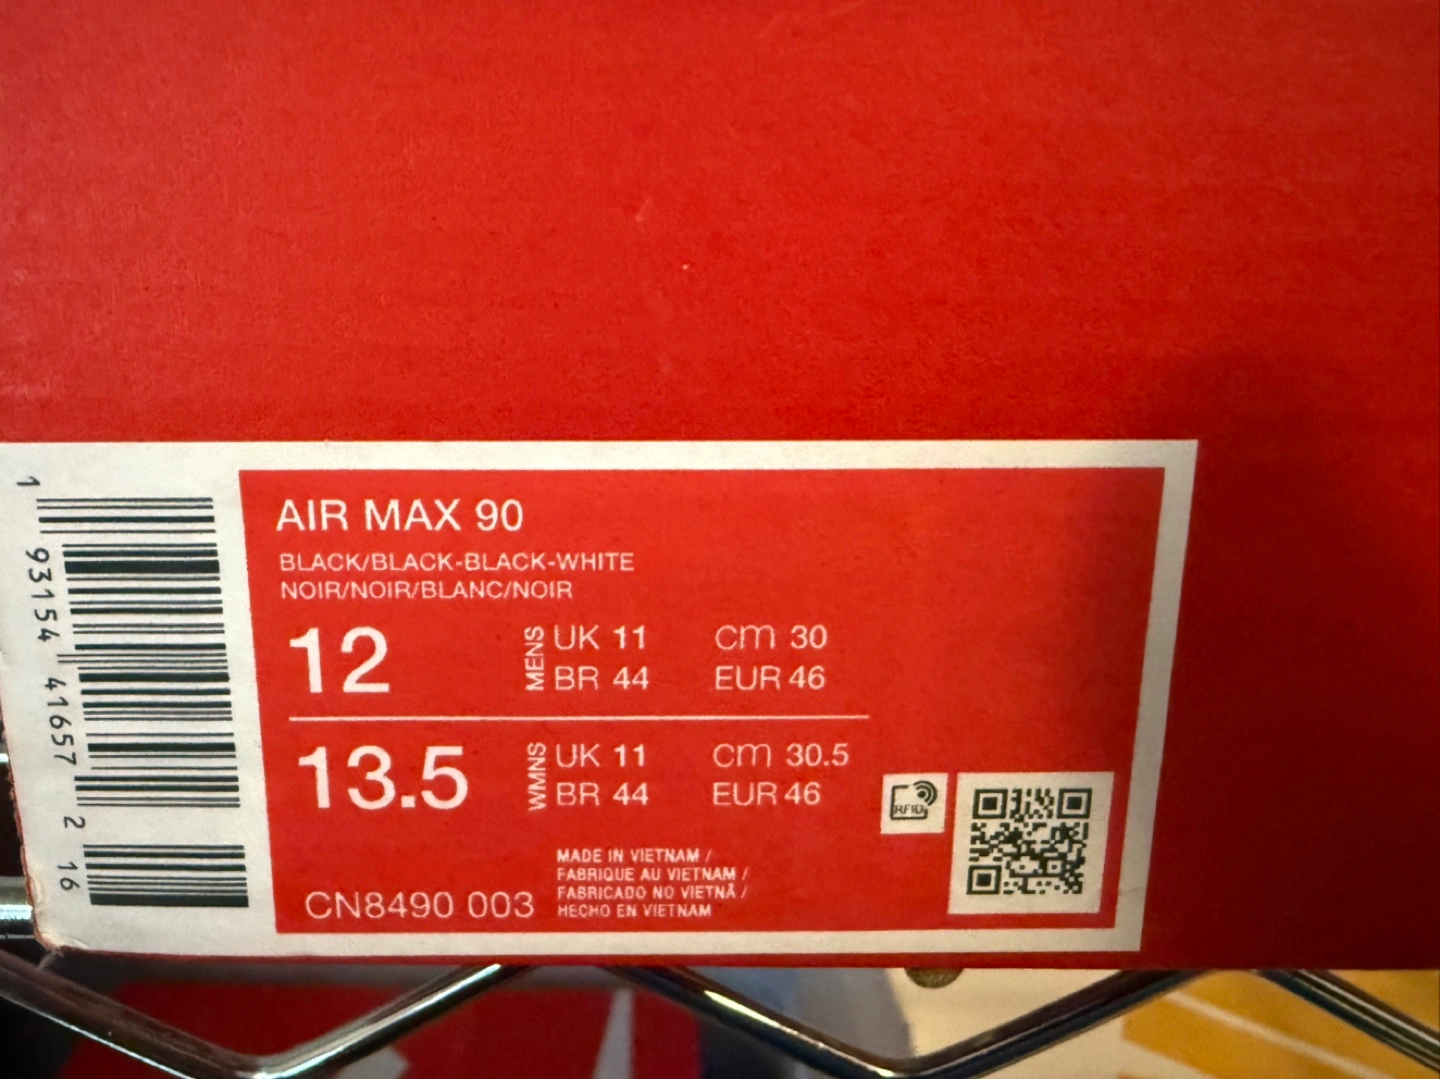 1 93154 41657 2 16
AIR MAX 90
BLACK/BLACK-BLACK-WHITE
NOIR/NOIR/BLANC/NOIR
12
MENS
UK 11 cm 30
BR 44 EUR 46
13.5
WMNS
UK 11 cm 30.5
BR 44 EUR 46
RFID
MADE IN VIETNAM /
FABRIQUE AU VIETNAM /
FABRICADO NO VIETNÃ /
HECHO EN VIETNAM
CN8490 003